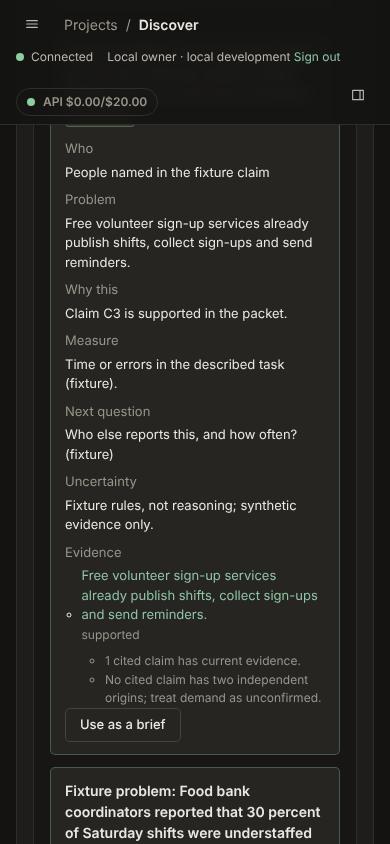 Projects / Discover
Connected Local owner · local development Sign out
API $0.00/$20.00
Who
People named in the fixture claim
Problem
Free volunteer sign-up services already
publish shifts, collect sign-ups and send
reminders.
Why this
Claim C3 is supported in the packet.
Measure
Time or errors in the described task
(fixture).
Next question
Who else reports this, and how often?
(fixture)
Uncertainty
Fixture rules, not reasoning; synthetic
evidence only.
Evidence
Free volunteer sign-up services
already publish shifts, collect sign-ups
and send reminders.
supported
1 cited claim has current evidence.
No cited claim has two independent
origins; treat demand as unconfirmed.
Use as a brief
Fixture problem: Food bank
coordinators reported that 30 percent
of Saturday shifts were understaffed